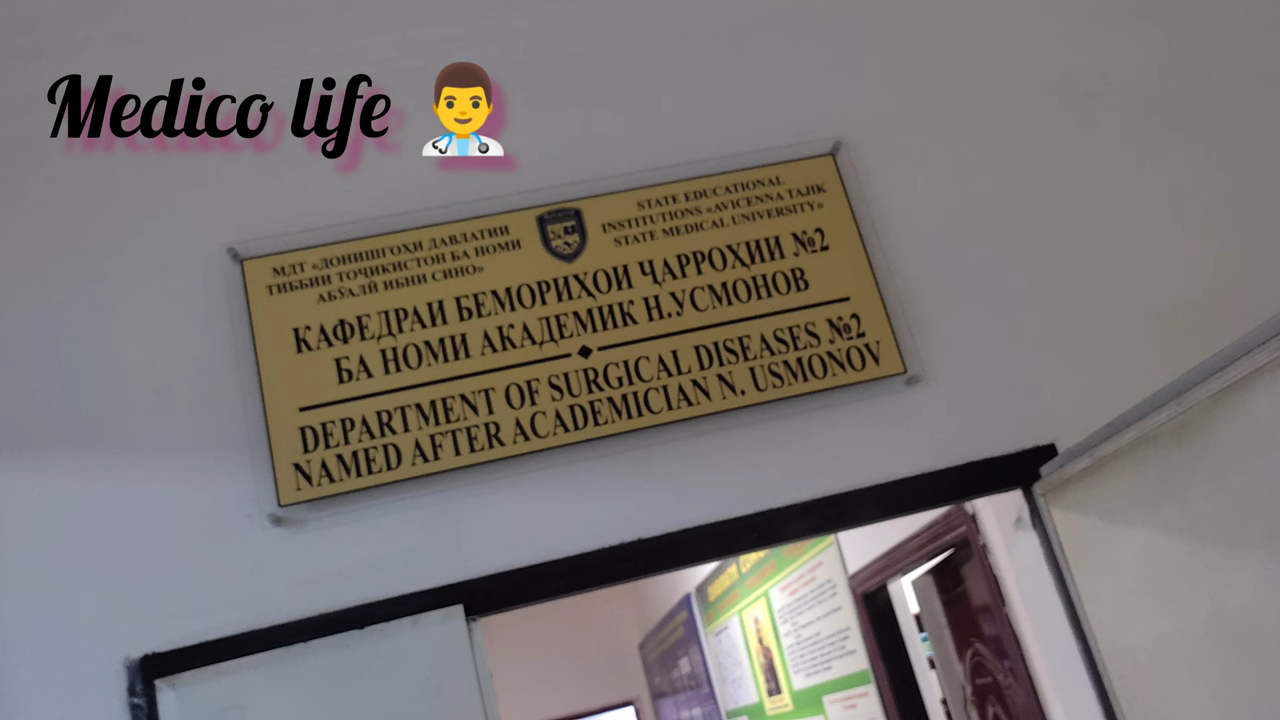 Medico life
МДТ «ДОНИШГОҲИ ДАВЛАТИИ
ТИББИИ ТОҶИКИСТОН БА НОМИ
АБӮАЛӢ ИБНИ СИНО»
STATE EDUCATIONAL
INSTITUTIONS «AVICENNA TAJIK
STATE MEDICAL UNIVERSITY»
КАФЕДРАИ БЕМОРИҲОИ ҶАРРОҲИИ №2
БА НОМИ АКАДЕМИК Н.УСМОНОВ
DEPARTMENT OF SURGICAL DISEASES №2
NAMED AFTER ACADEMICIAN N. USMONOV